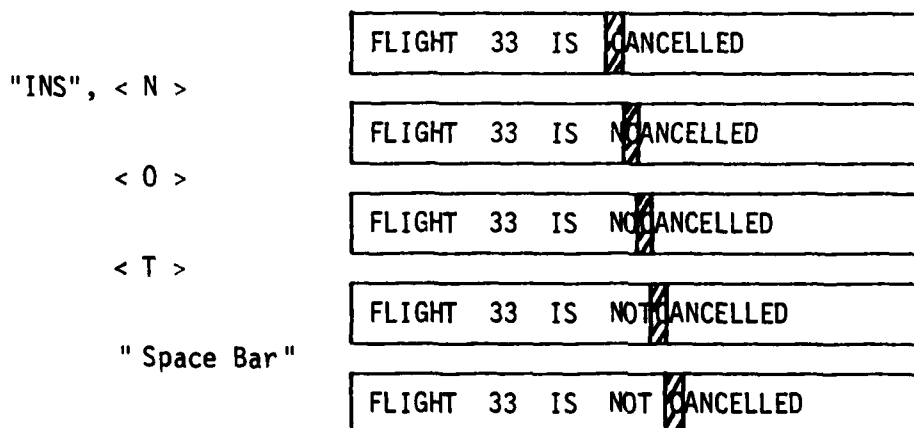 FLIGHT 33 IS CANCELLED
"INS", < N >
FLIGHT 33 IS NCANCELLED
< O >
FLIGHT 33 IS NOCANCELLED
< T >
FLIGHT 33 IS NOTCANCELLED
"Space Bar"
FLIGHT 33 IS NOT CANCELLED